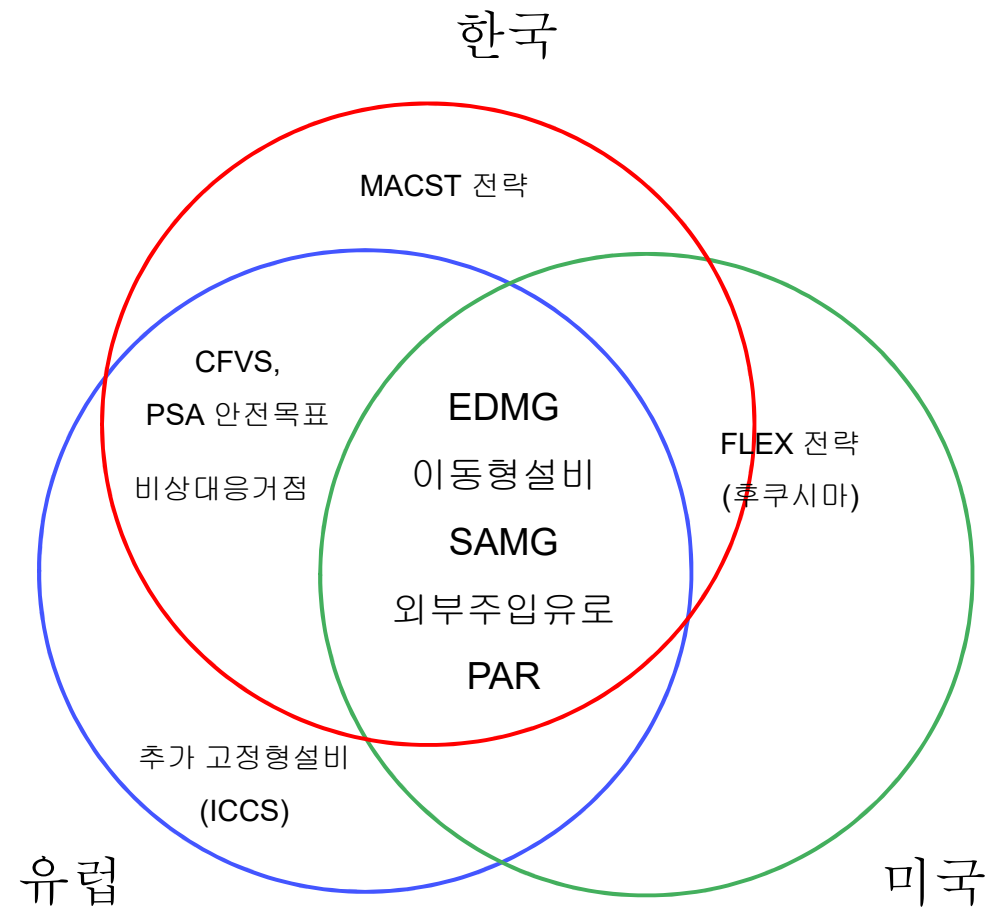 한국
MACST 전략
CFVS,
PSA 안전목표
비상대응거점
EDMG
이동형설비
SAMG
외부주입유로
PAR
FLEX 전략
(후쿠시마)
추가 고정형설비
(ICCS)
유럽
미국